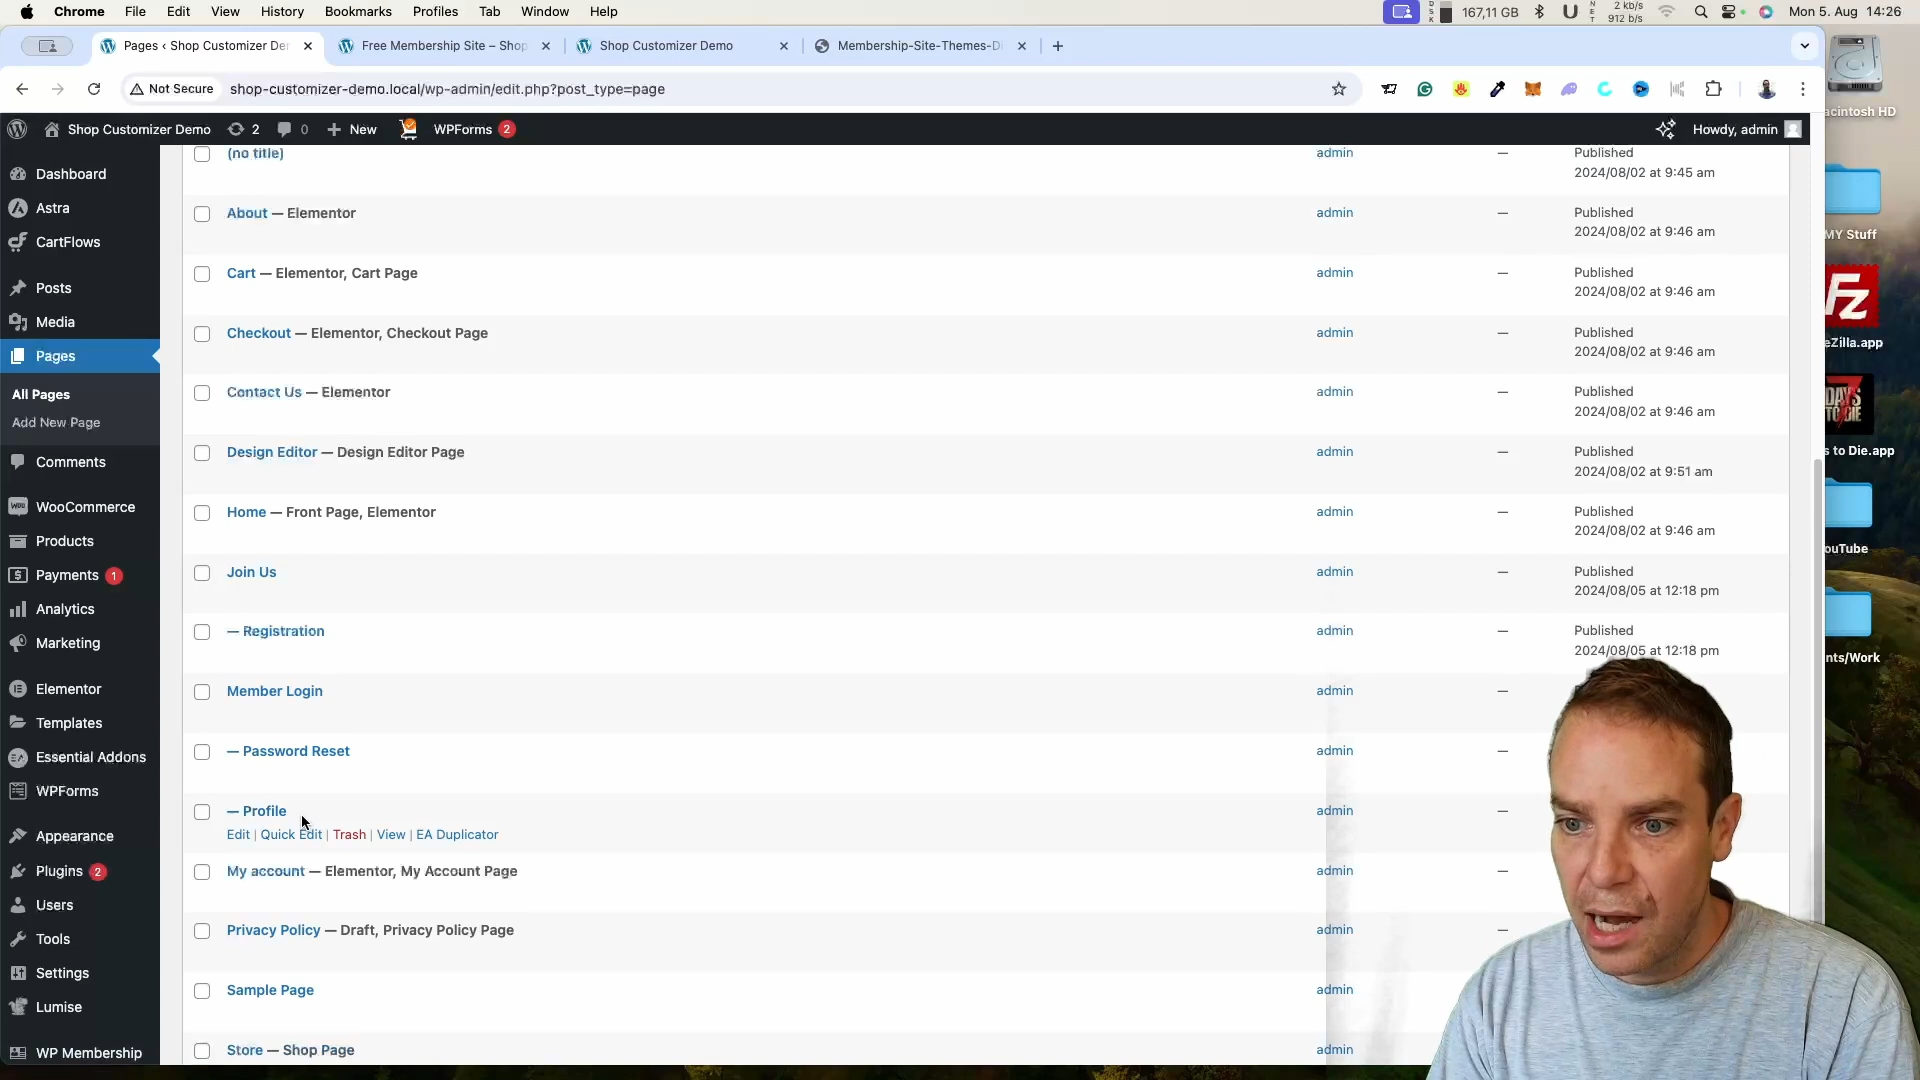 Chrome File Edit View History Bookmarks Profiles Tab Window Help 167,11 GB 2 kb/s 912 b/s Mon 5. Aug 14:26
Pages ‹ Shop Customizer De Free Membership Site – Shop Shop Customizer Demo Membership-Site-Themes-D
Not Secure shop-customizer-demo.local/wp-admin/edit.php?post_type=page
Shop Customizer Demo 2 0 New WPForms 2 Howdy, admin
Dashboard
Astra
CartFlows
Posts
Media
Pages
All Pages
Add New Page
Comments
WooCommerce
Products
Payments 1
Analytics
Marketing
Elementor
Templates
Essential Addons
WPForms
Appearance
Plugins 2
Users
Tools
Settings
Lumise
WP Membership
(no title) admin — Published
2024/08/02 at 9:45 am
About — Elementor admin — Published
2024/08/02 at 9:46 am
Cart — Elementor, Cart Page admin — Published
2024/08/02 at 9:46 am
Checkout — Elementor, Checkout Page admin — Published
2024/08/02 at 9:46 am
Contact Us — Elementor admin — Published
2024/08/02 at 9:46 am
Design Editor — Design Editor Page admin — Published
2024/08/02 at 9:51 am
Home — Front Page, Elementor admin — Published
2024/08/02 at 9:46 am
Join Us admin — Published
2024/08/05 at 12:18 pm
— Registration admin — Published
2024/08/05 at 12:18 pm
Member Login admin —
— Password Reset admin —
— Profile admin —
Edit | Quick Edit | Trash | View | EA Duplicator
My account — Elementor, My Account Page admin —
Privacy Policy — Draft, Privacy Policy Page admin —
Sample Page admin —
Store — Shop Page admin
acintosh HD
MY Stuff
Fz
eZilla.app
DAYS
TO DIE
s to Die.app
ouTube
nts/Work